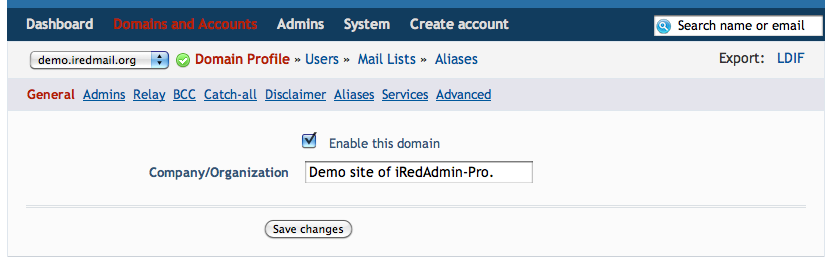 Dashboard Domains and Accounts Admins System Create account Search name or email
demo.iredmail.org Domain Profile » Users » Mail Lists » Aliases Export: LDIF
General Admins Relay BCC Catch-all Disclaimer Aliases Services Advanced
Enable this domain
Company/Organization Demo site of iRedAdmin-Pro.
Save changes